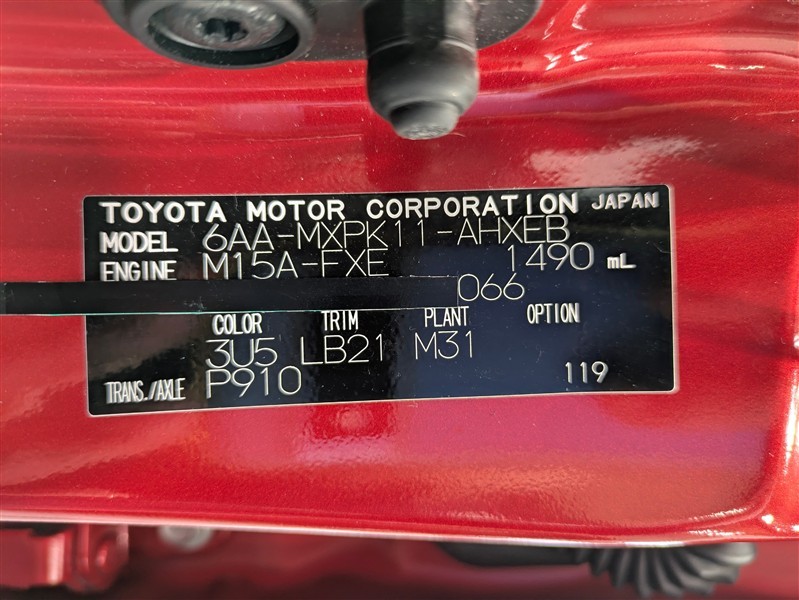 TOYOTA MOTOR CORPORATION JAPAN
MODEL 6AA-MXPK11-AHXEB
ENGINE M15A-FXE 1490 mL
066
COLOR TRIM PLANT OPTION
3U5 LB21 M31
TRANS./AXLE P910 119